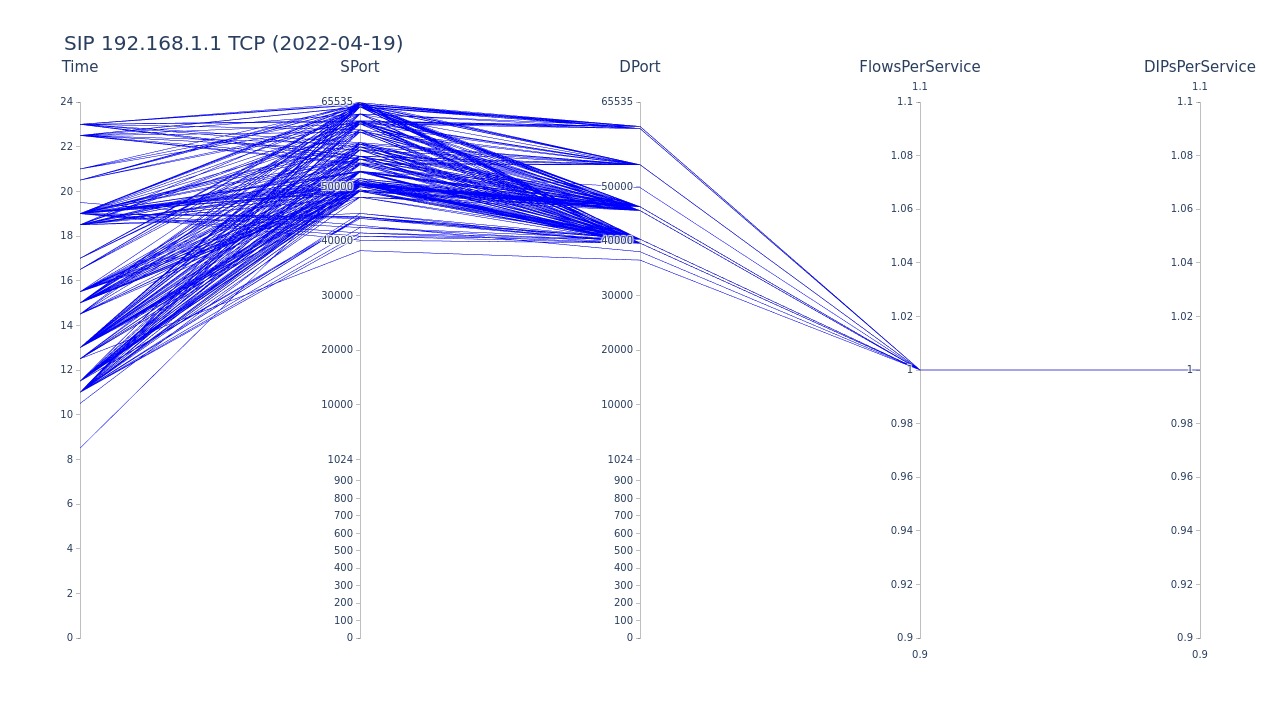 SIP 192.168.1.1 TCP (2022-04-19)
Time SPort DPort FlowsPerService DIPsPerService
1.1 1.1
24 65535 65535 1.1 1.1
22 50000 50000 1.08 1.08
20 40000 40000 1.06 1.06
18 30000 30000 1.04 1.04
16 20000 20000 1.02 1.02
14 10000 10000 1 1
12 1024 1024 0.98 0.98
10 900 900 0.96 0.96
8 800 800 0.94 0.94
6 700 700 0.92 0.92
4 600 600 0.9 0.9
2 500 500
0 400 400
300 300
200 200
100 100
0 0
0.9 0.9